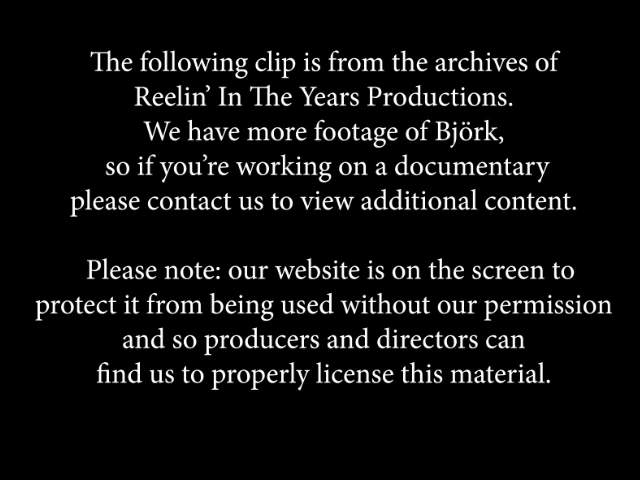 The following clip is from the archives of
Reelin’ In The Years Productions.
We have more footage of Björk,
so if you’re working on a documentary
please contact us to view additional content.
Please note: our website is on the screen to
protect it from being used without our permission
and so producers and directors can
find us to properly license this material.